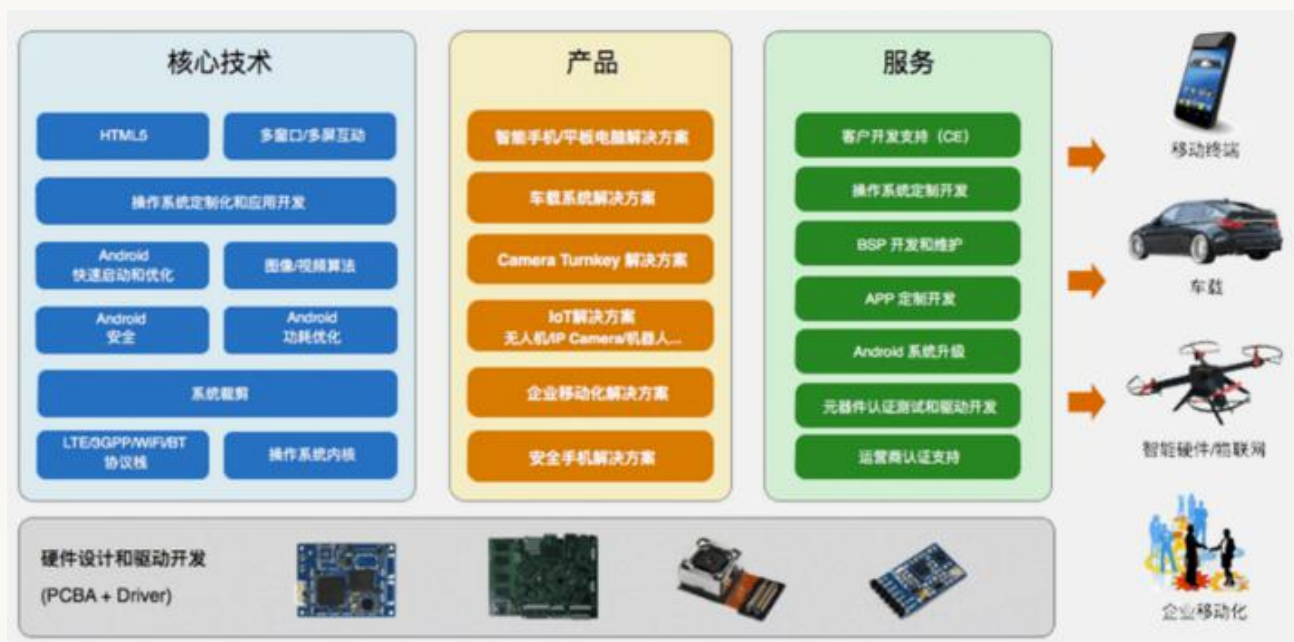 核心技术
HTML5
多窗口/多屏互动
操作系统定制化和应用开发
Android
快速启动和优化
图像/视频算法
Android
安全
Android
功耗优化
系统裁剪
LTE/3GPP/WiFi/BT
协议栈
操作系统内核
产品
智能手机/平板电脑解决方案
车载系统解决方案
Camera Turnkey 解决方案
IoT解决方案
无人机/IP Camera/机器人...
企业移动化解决方案
安全手机解决方案
服务
客户开发支持（CE）
操作系统定制开发
BSP 开发和维护
APP 定制开发
Android 系统升级
元器件认证测试和驱动开发
运营商认证支持
移动终端
车载
智能硬件/物联网
企业移动化
硬件设计和驱动开发
(PCBA + Driver)